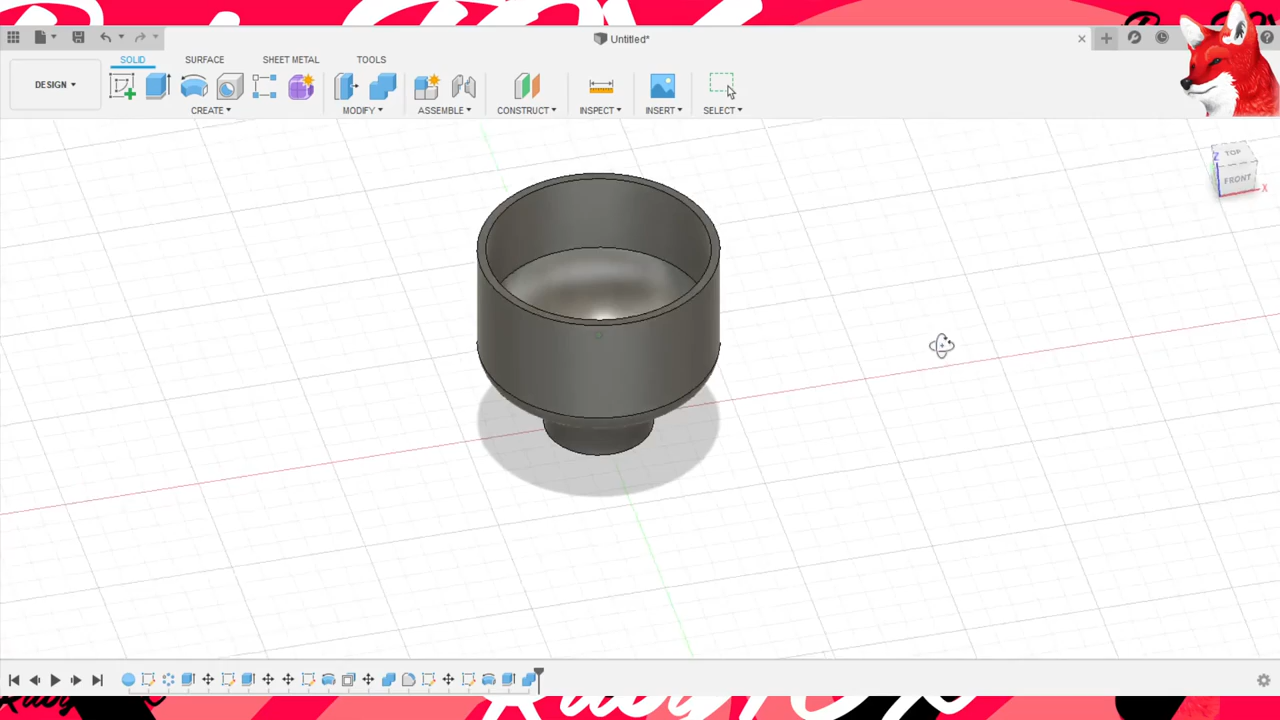 Untitled*
SOLID SURFACE SHEET METAL TOOLS
DESIGN
CREATE MODIFY ASSEMBLE CONSTRUCT INSPECT INSERT SELECT
TOP
Z
FRONT
X